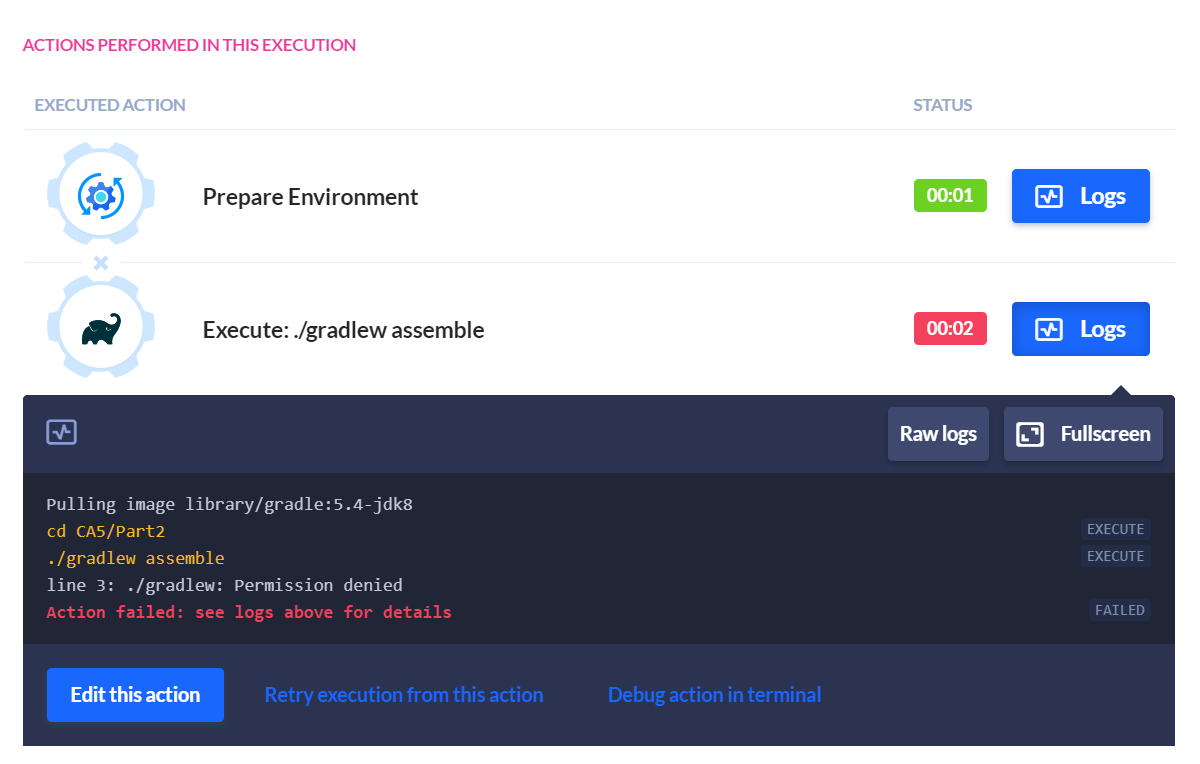 ACTIONS PERFORMED IN THIS EXECUTION
EXECUTED ACTION STATUS
Prepare Environment 00:01 Logs
Execute: ./gradlew assemble 00:02 Logs
Raw logs Fullscreen
Pulling image library/gradle:5.4-jdk8
cd CA5/Part2 EXECUTE
./gradlew assemble EXECUTE
line 3: ./gradlew: Permission denied
Action failed: see logs above for details FAILED
Edit this action Retry execution from this action Debug action in terminal